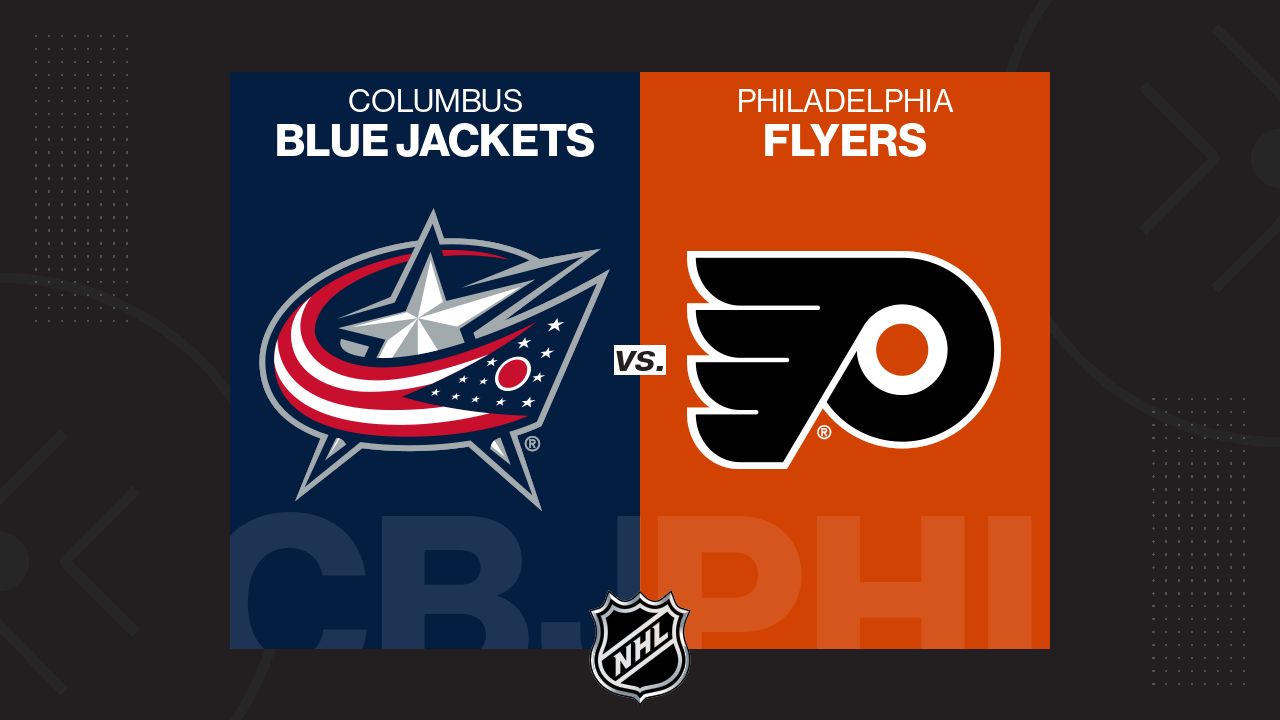 COLUMBUS
BLUE JACKETS
PHILADELPHIA
FLYERS
vs.
®
®
CBJ
PHI
NHL